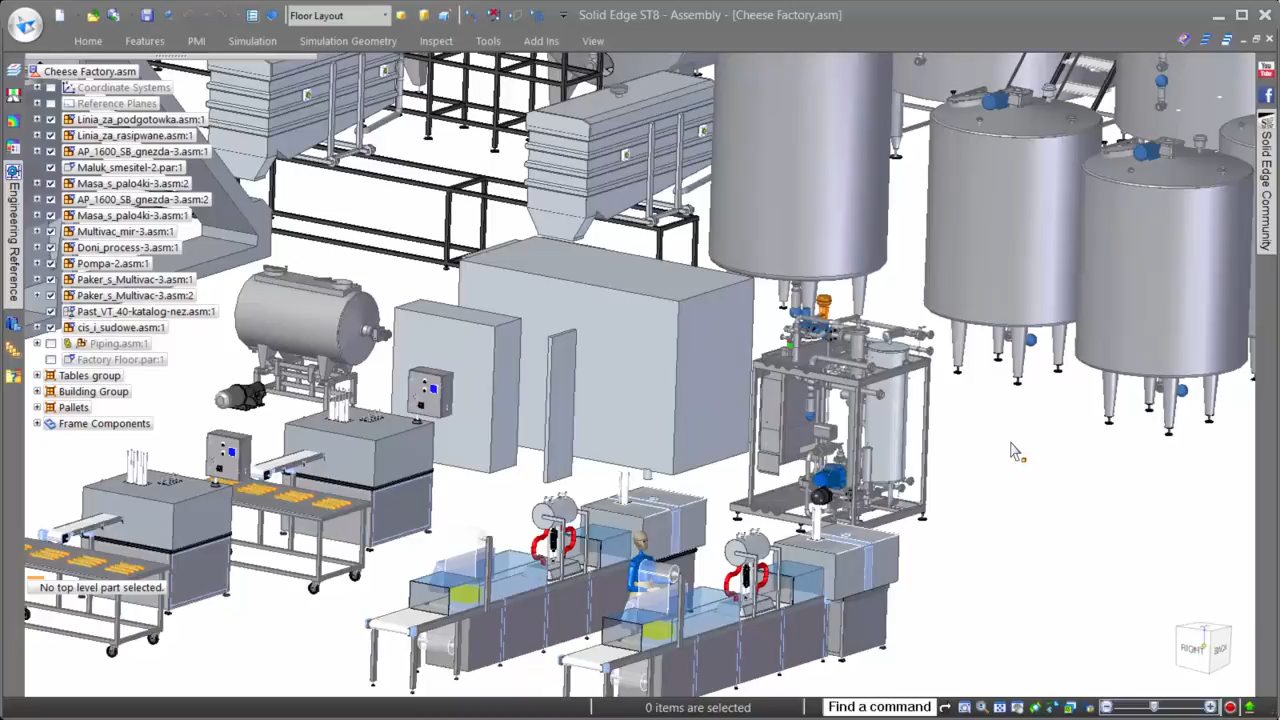 Floor Layout
Solid Edge ST8 - Assembly - [Cheese Factory.asm]
Home
Features
PMI
Simulation
Simulation Geometry
Inspect
Tools
Add Ins
View
Cheese Factory.asm
Coordinate Systems
Reference Planes
Linia_za_podgotowka.asm:1
Linia_za_rasipwane.asm:1
AP_1600_SB_gnezda-3.asm:1
Maluk_smesitel-2.par:1
Masa_s_palo4ki-3.asm:2
AP_1600_SB_gnezda-3.asm:2
Masa_s_palo4ki-3.asm:1
Multivac_mir-3.asm:1
Doni_process-3.asm:1
Pompa-2.asm:1
Paker_s_Multivac-3.asm:1
Paker_s_Multivac-3.asm:2
Past_VT_40-katalog-nez.asm:1
cis_i_sudowe.asm:1
Piping.asm:1
Factory Floor.par:1
Tables group
Building Group
Pallets
Frame Components
No top level part selected.
Engineering Reference
You
Tube
Solid Edge Community
RIGHT
BACK
0 items are selected
Find a command